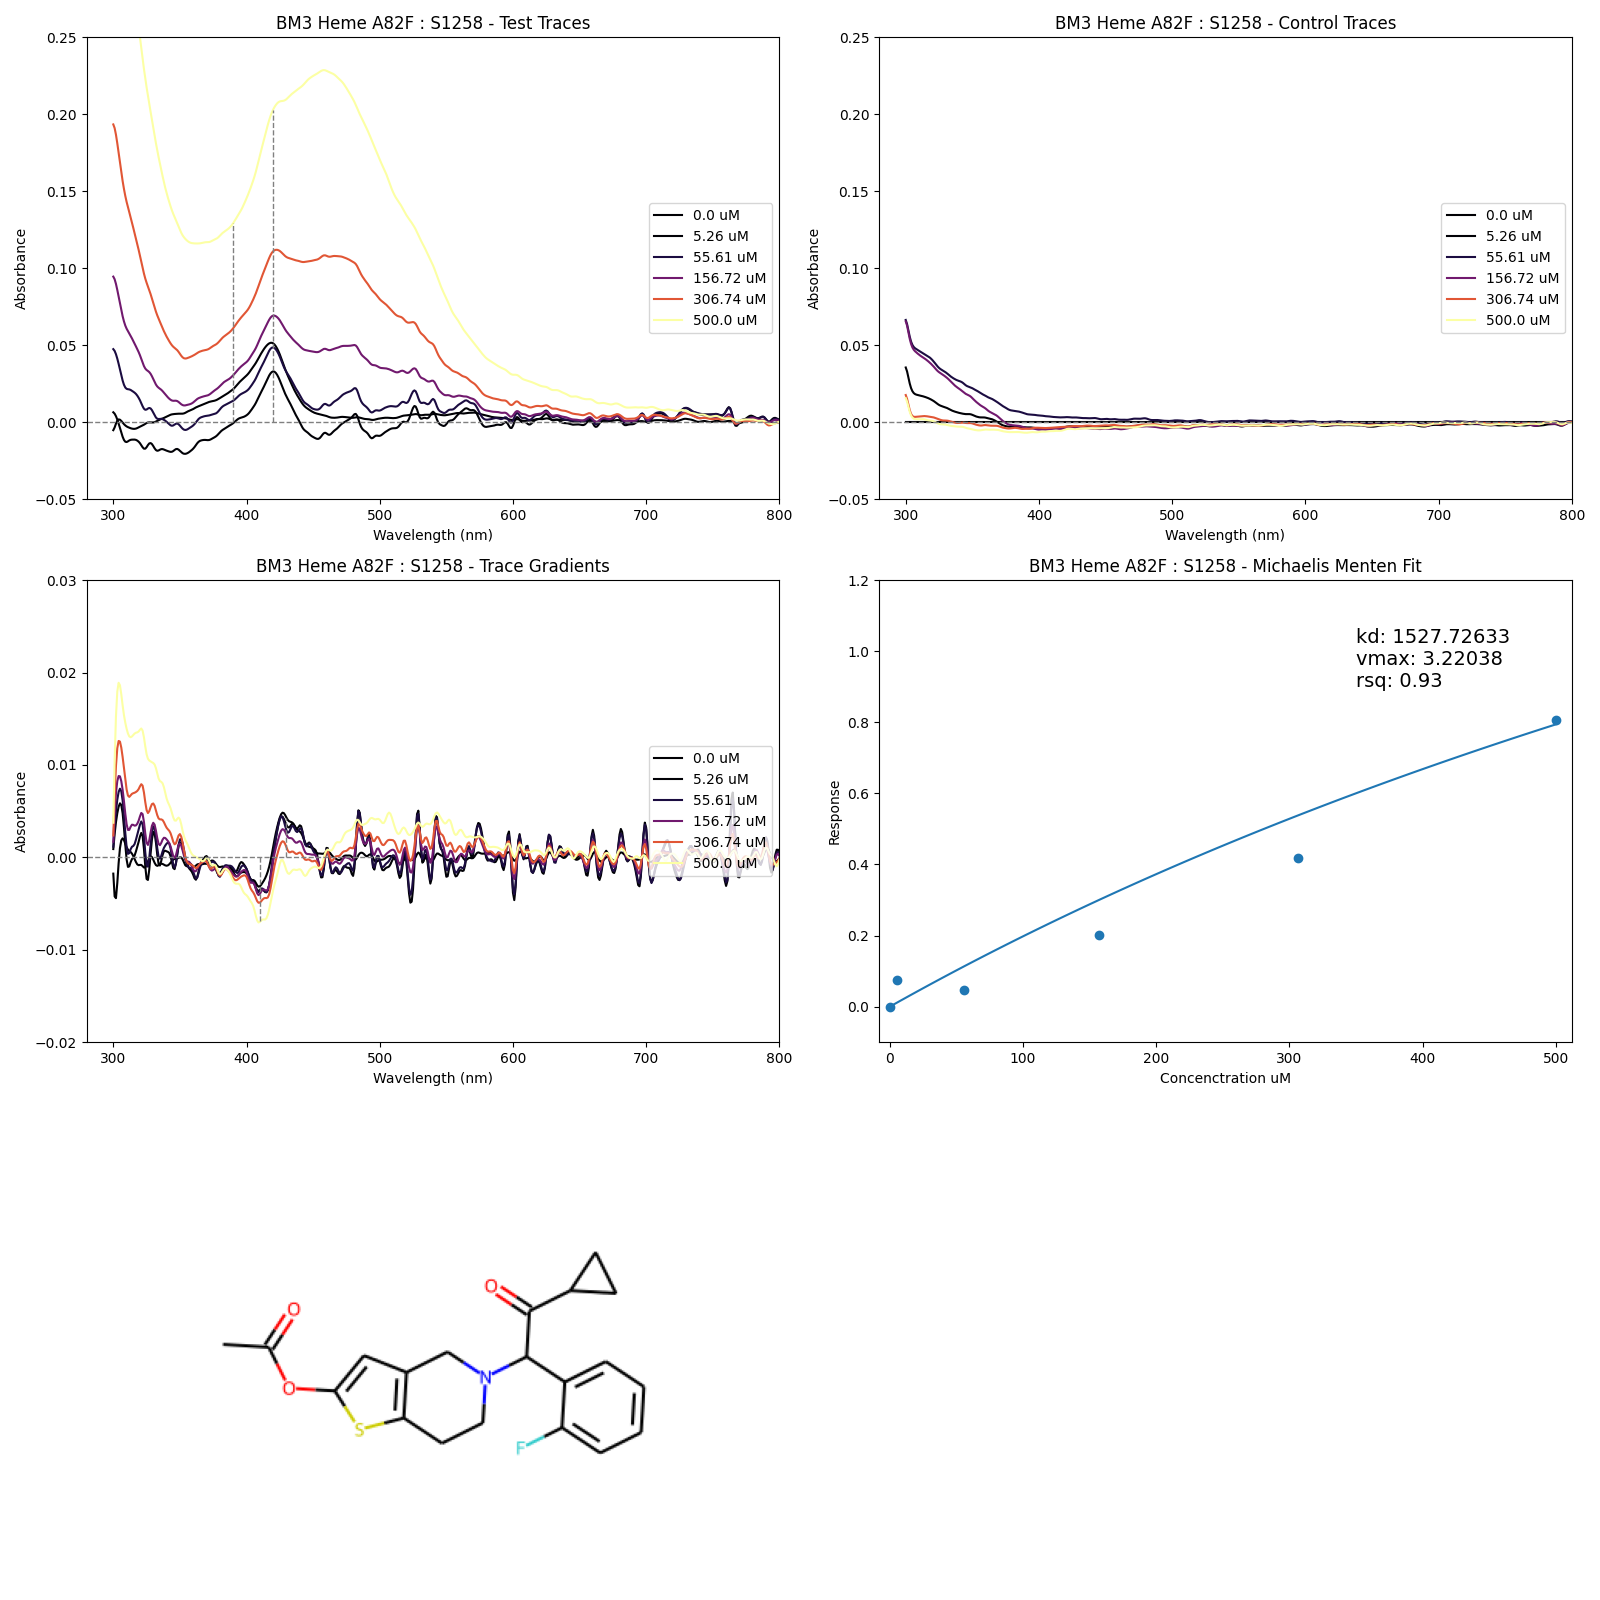 BM3 Heme A82F : S1258 - Test Traces
0.25
0.20
0.15
0.10
0.05
0.00
−0.05
Absorbance
300
400
500
600
700
800
Wavelength (nm)
0.0 uM
5.26 uM
55.61 uM
156.72 uM
306.74 uM
500.0 uM
BM3 Heme A82F : S1258 - Control Traces
0.25
0.20
0.15
0.10
0.05
0.00
−0.05
Absorbance
300
400
500
600
700
800
Wavelength (nm)
0.0 uM
5.26 uM
55.61 uM
156.72 uM
306.74 uM
500.0 uM
BM3 Heme A82F : S1258 - Trace Gradients
0.03
0.02
0.01
0.00
−0.01
−0.02
Absorbance
300
400
500
600
700
800
Wavelength (nm)
0.0 uM
5.26 uM
55.61 uM
156.72 uM
306.74 uM
500.0 uM
BM3 Heme A82F : S1258 - Michaelis Menten Fit
1.2
1.0
0.8
0.6
0.4
0.2
0.0
Response
kd: 1527.72633
vmax: 3.22038
rsq: 0.93
0
100
200
300
400
500
Concenctration uM
O
O
O
S
N
F